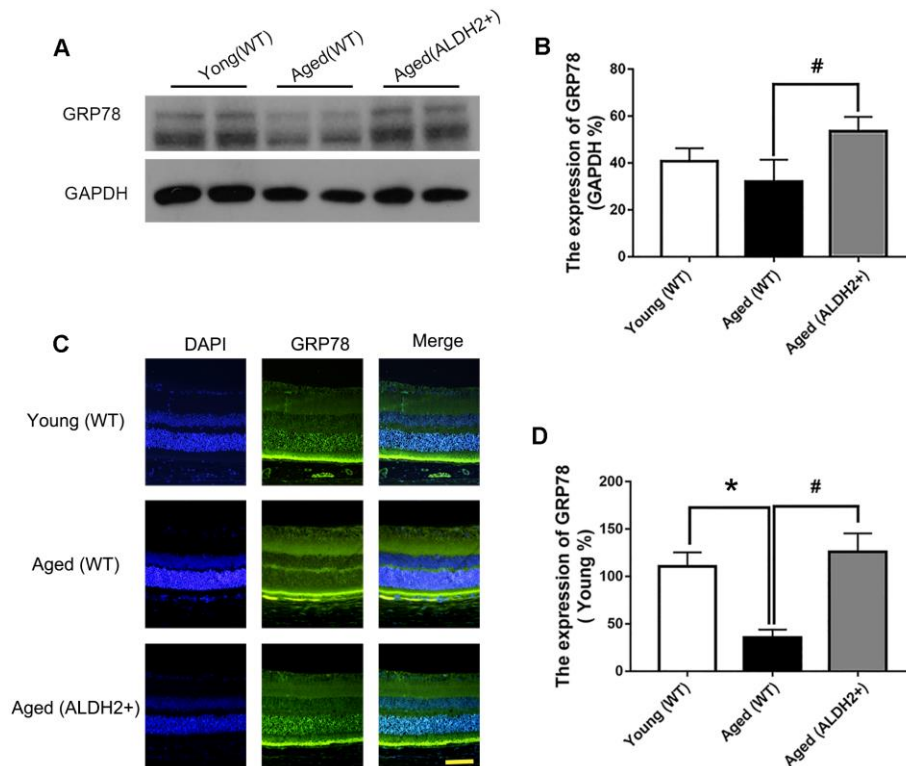 A
Yong(WT)
Aged(WT)
Aged(ALDH2+)
GRP78
GAPDH
B
The expression of GRP78
(GAPDH %)
80
60
40
20
0
#
Young (WT)
Aged (WT)
Aged (ALDH2+)
C
DAPI
GRP78
Merge
Young (WT)
Aged (WT)
Aged (ALDH2+)
D
The expression of GRP78
( Young %)
200
150
100
50
0
*
#
Young (WT)
Aged (WT)
Aged (ALDH2+)